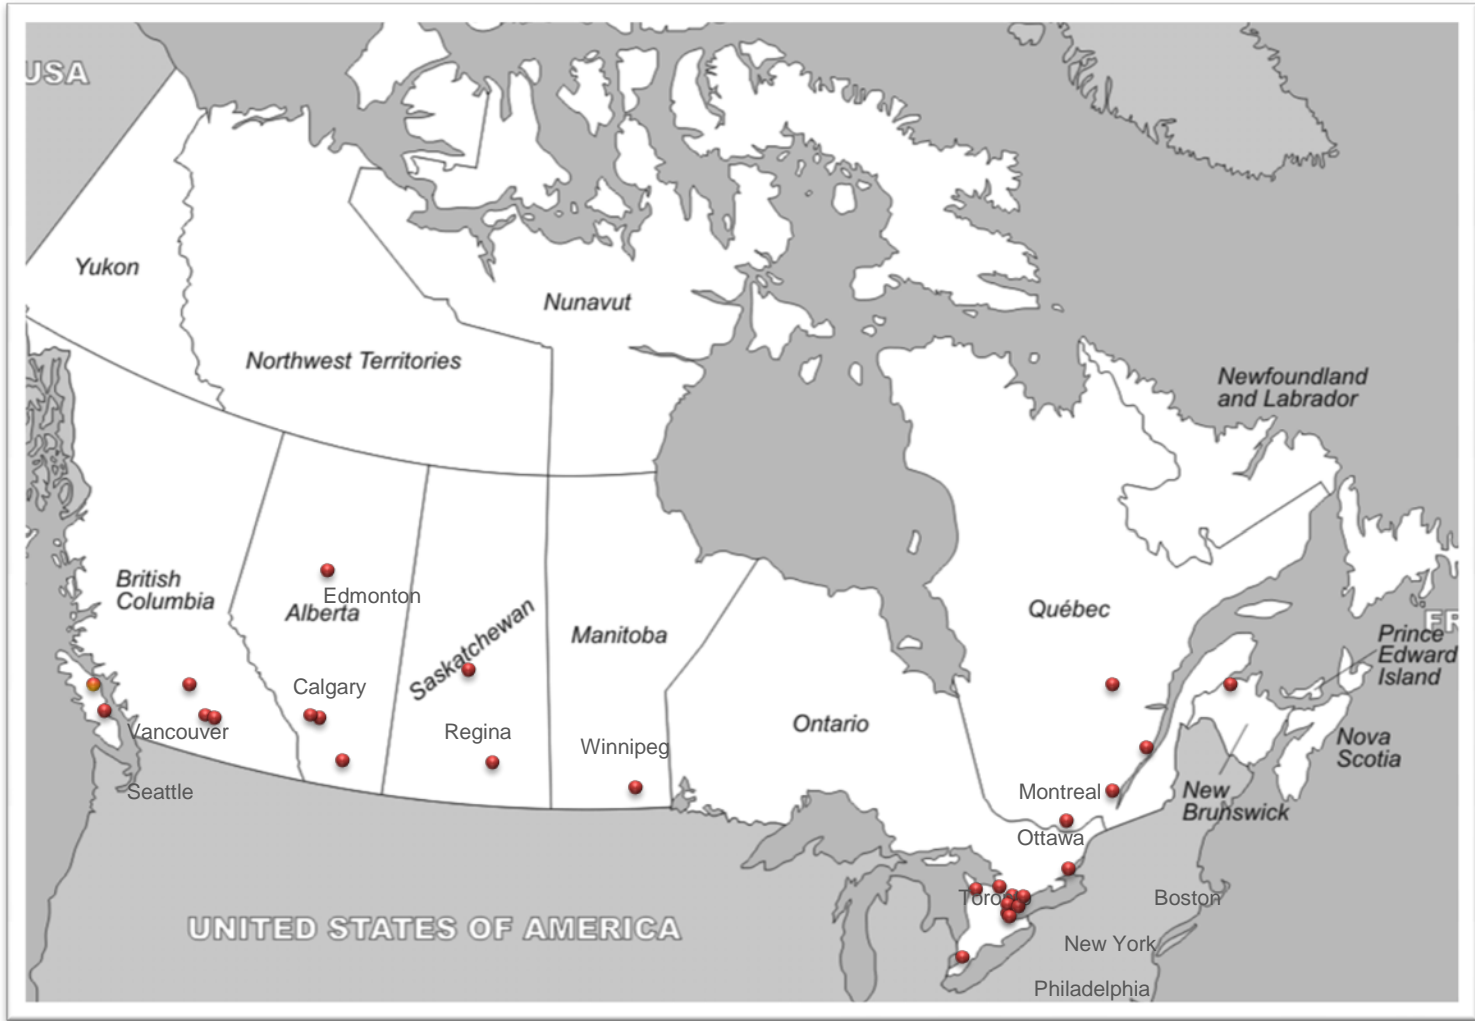 USA
Yukon
Nunavut
Northwest Territories
Newfoundland
and Labrador
British
Columbia
Edmonton
Alberta
Saskatchewan
Manitoba
Québec
FR
Prince
Edward
Island
Calgary
Vancouver
Regina
Winnipeg
Ontario
Nova
Scotia
Seattle
Montreal
New
Brunswick
Ottawa
Toronto
Boston
UNITED STATES OF AMERICA
New York
Philadelphia